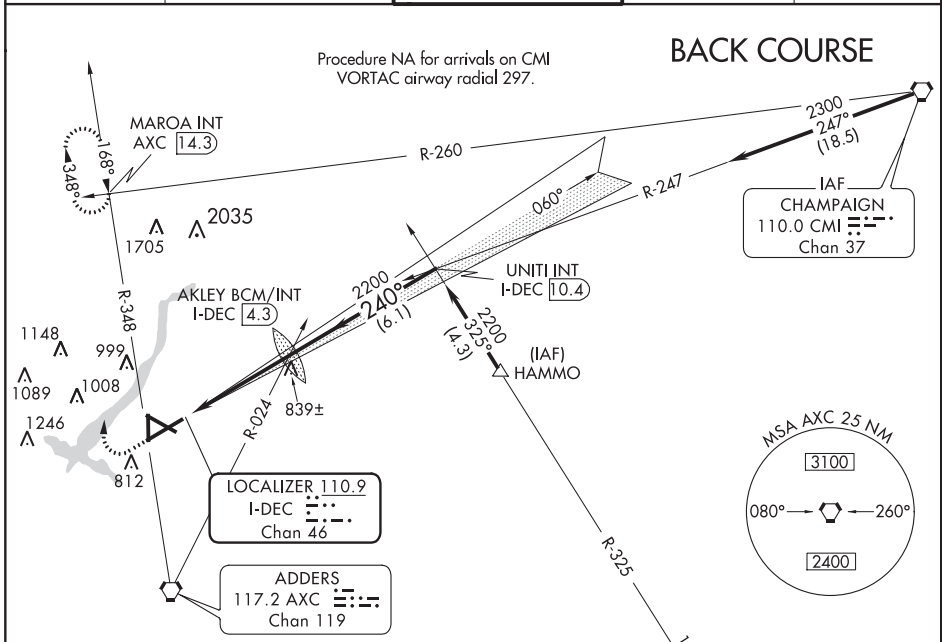 BACK COURSE
Procedure NA for arrivals on CMI
VORTAC airway radial 297.
MAROA INT
AXC 14.3
168°
348°
R-260
2300
247°
(18.5)
R-247
IAF
CHAMPAIGN
110.0 CMI
Chan 37
060°
1705
2035
UNITI INT
I-DEC 10.4
AKLEY BCM/INT
I-DEC 4.3
2200
240°
(6.1)
2200
325°
(4.3)
(IAF)
HAMMO
R-348
1148
999
1089
1008
1246
839±
R-024
812
LOCALIZER 110.9
I-DEC
Chan 46
ADDERS
117.2 AXC
Chan 119
R-325
MSA AXC 25 NM
3100
080°
260°
2400